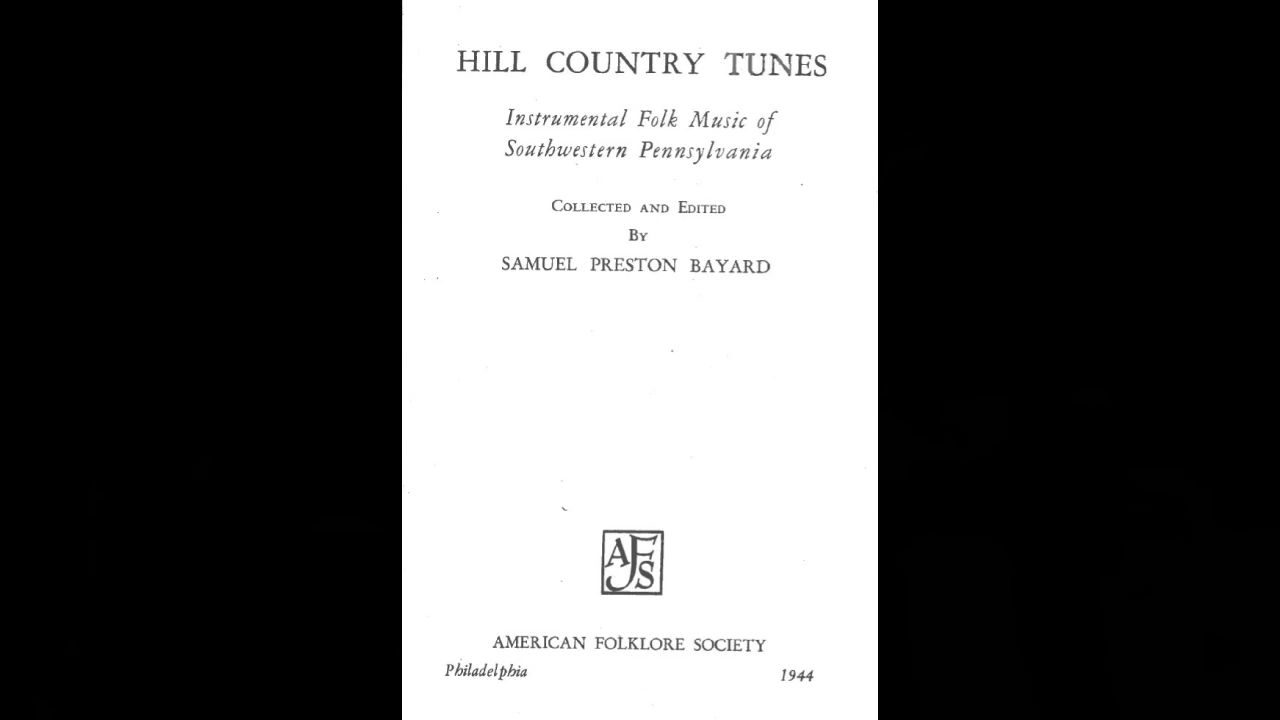 HILL COUNTRY TUNES
Instrumental Folk Music of
Southwestern Pennsylvania
COLLECTED AND EDITED
BY
SAMUEL PRESTON BAYARD
AFS
AMERICAN FOLKLORE SOCIETY
Philadelphia 1944